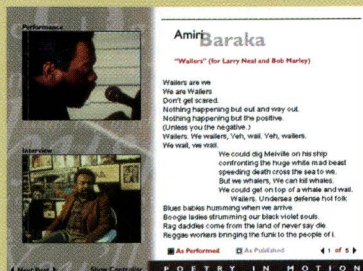 Performance
Interview
Next Poet
Show Controller
Amiri Baraka
"Wailers" (for Larry Neal and Bob Marley)
Wailers are we
We are Wailers
Don't get scared.
Nothing happening but out and way out.
Nothing happening but the positive.
(Unless you the negative.)
Wailers. We wailers, Yeh, wail. Yeh, wailers.
We wail, we wail.
We could dig Melville on his ship
confronting the huge white mad beast
speeding death cross the sea to we.
But we whalers, We can kill whales.
We could get on top of a whale and wail.
Wailers. Undersea defense hot folk
Blues babies humming when we arrive.
Boogie ladies strumming our black violet souls.
Rag daddies come from the land of never say die.
Reggae workers bringing the funk to the people of I.
As Performed
As Published
1 of 5
POETRY IN MOTION